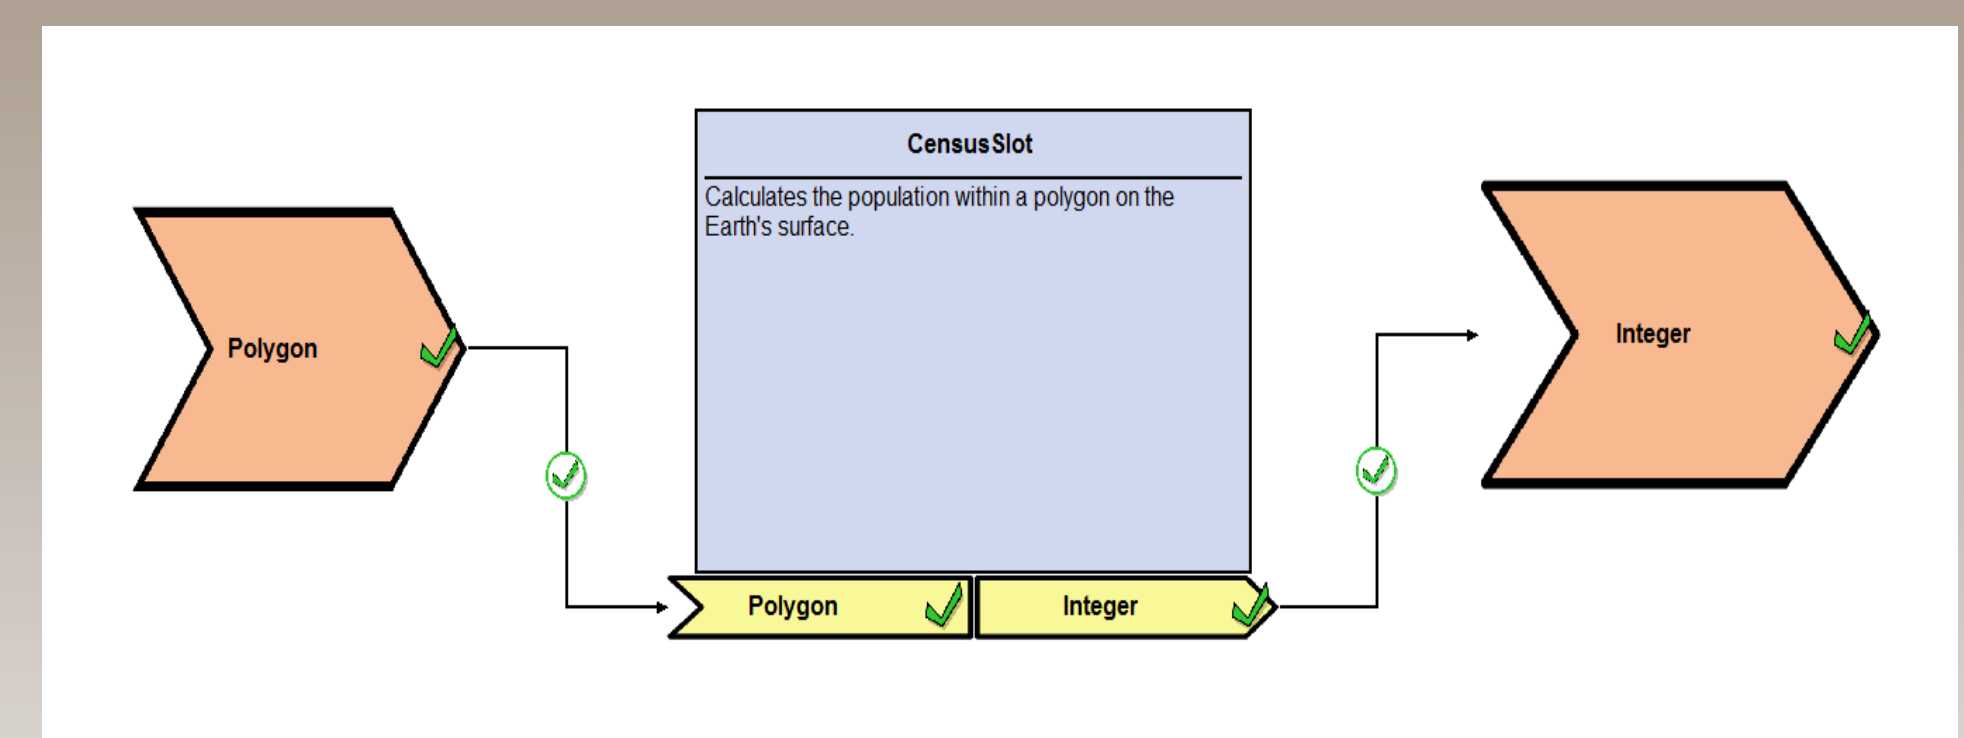 CensusSlot
Calculates the population within a polygon on the
Earth's surface.
Polygon
Integer
Polygon
Integer